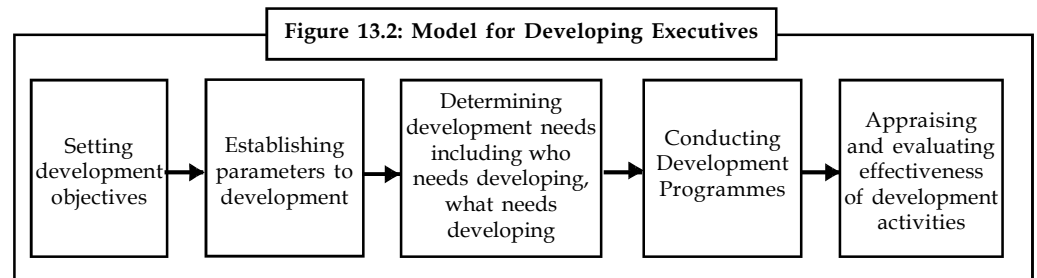 Figure 13.2: Model for Developing Executives
Setting
development
objectives
Establishing
parameters to
development
Determining
development needs
including who
needs developing,
what needs
developing
Conducting
Development
Programmes
Appraising
and evaluating
effectiveness
of development
activities